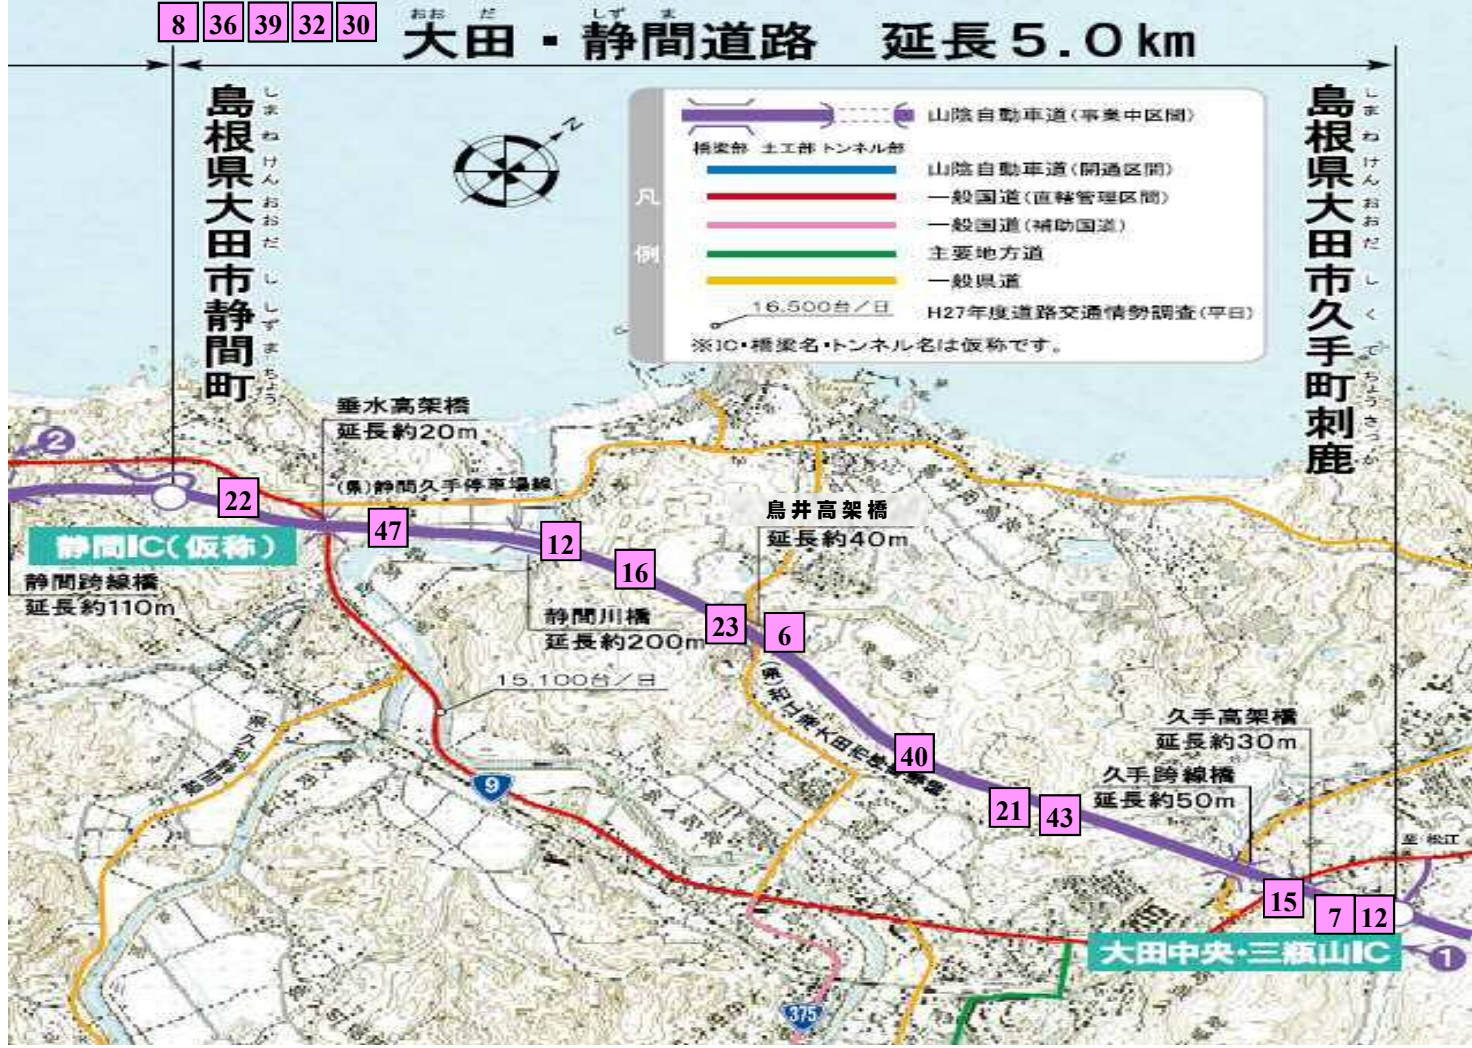 8 36 39 32 30
おお だ しず ま
大田・静間道路 延長5.0km
島根県大田市静間町
しまねけんおおだししずまちょう
島根県大田市久手町刺鹿
しまねけんおおだしくてちょうさつか
N
凡例
山陰自動車道(事業中区間)
橋梁部 土工部 トンネル部
山陰自動車道(開通区間)
一般国道(直轄管理区間)
一般国道(補助国道)
主要地方道
一般県道
16,500台/日 H27年度道路交通情勢調査(平日)
※IC・橋梁名・トンネル名は仮称です。
垂水高架橋
延長約20m
2
(県)静間久手停車場線
22
47
12
16
23
6
静間IC(仮称)
静間跨線橋
延長約110m
鳥井高架橋
延長約40m
静間川橋
延長約200m
15,100台/日
(県)久利静間線
40
21
43
久手高架橋
延長約30m
久手跨線橋
延長約50m
9
至 松江
15
7
12
大田中央・三瓶山IC
1
375